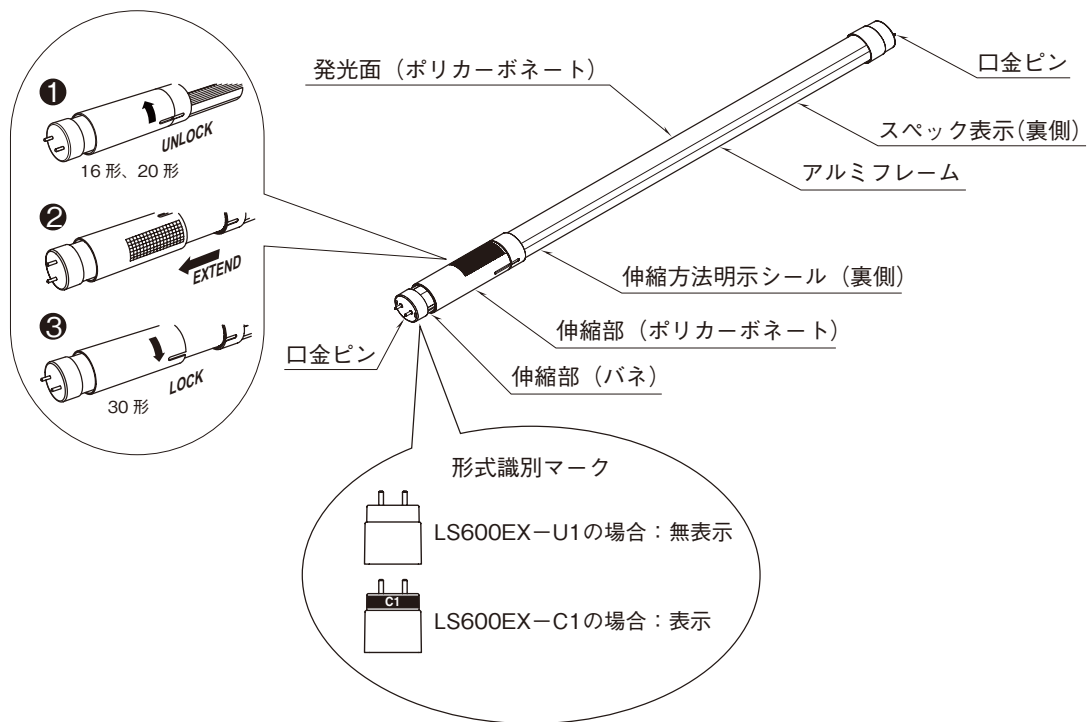 ❶
UNLOCK
16 形、20 形
❷
EXTEND
❸
LOCK
30 形
発光面（ポリカーボネート）
口金ピン
スペック表示(裏側)
アルミフレーム
伸縮方法明示シール（裏側）
伸縮部（ポリカーボネート）
伸縮部（バネ）
口金ピン
形式識別マーク
LS600EX－U1の場合：無表示
C1
LS600EX－C1の場合：表示